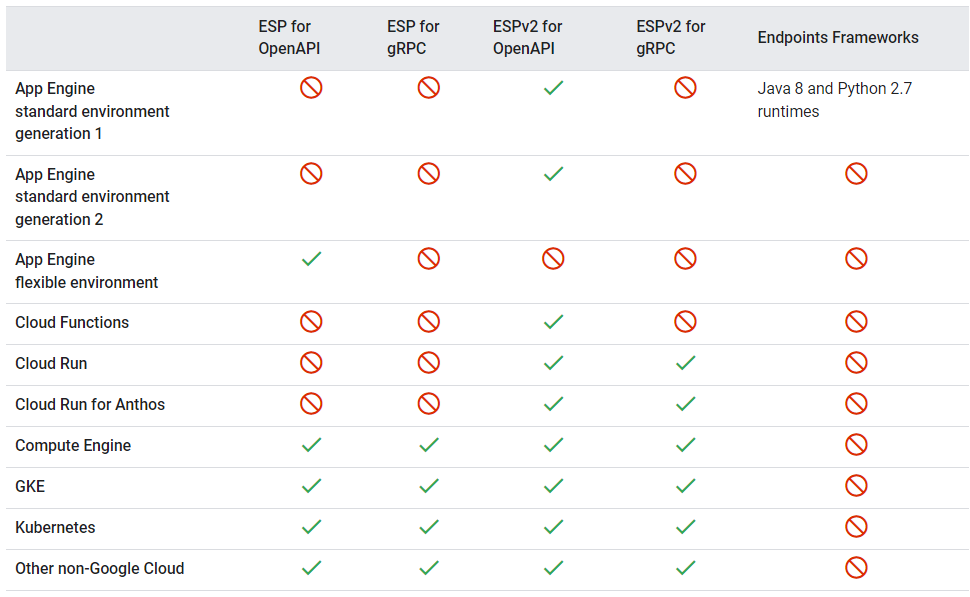 ESP for
OpenAPI
ESP for
gRPC
ESPv2 for
OpenAPI
ESPv2 for
gRPC
Endpoints Frameworks
App Engine
standard environment
generation 1
Java 8 and Python 2.7
runtimes
App Engine
standard environment
generation 2
App Engine
flexible environment
Cloud Functions
Cloud Run
Cloud Run for Anthos
Compute Engine
GKE
Kubernetes
Other non-Google Cloud